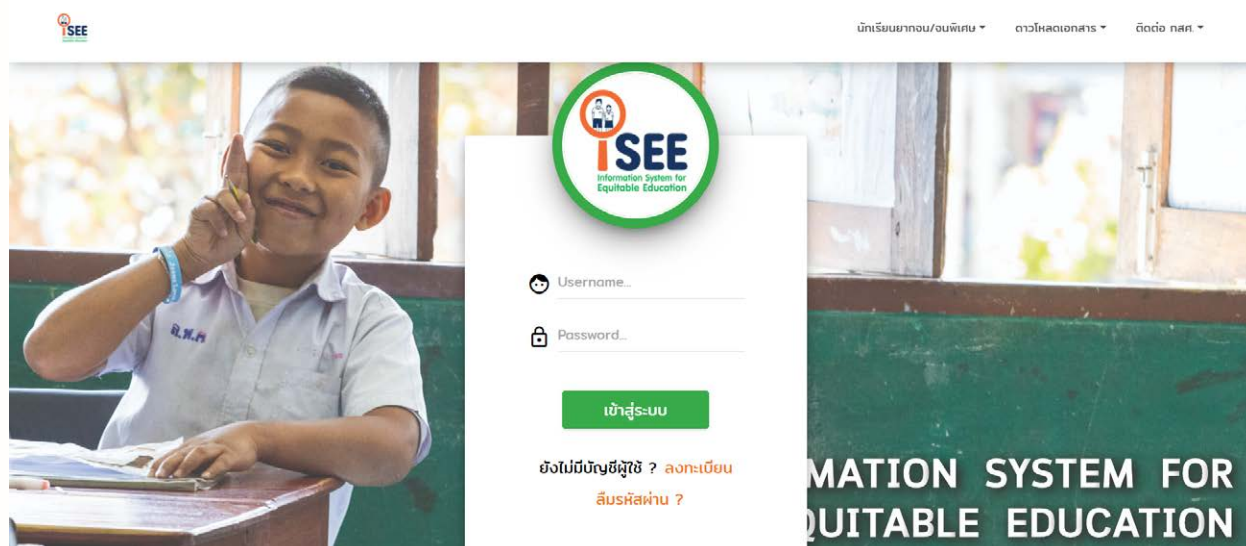 iSEE
นักเรียนยากจน/จนพิเศษ ดาวโหลดเอกสาร ติดต่อ กสศ.
iSEE
Information System for
Equitable Education
Username...
Password...
เข้าสู่ระบบ
ยังไม่มีบัญชีผู้ใช้ ? ลงทะเบียน
ลืมรหัสผ่าน ?
MATION SYSTEM FOR
QUITABLE EDUCATION